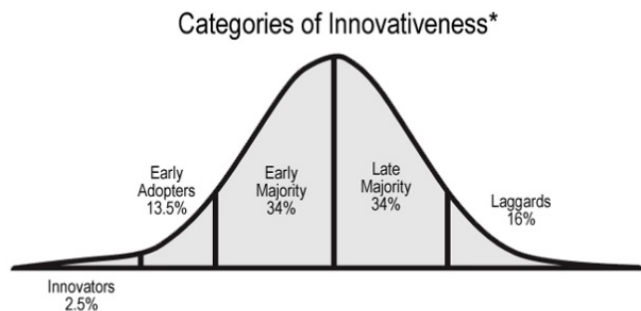 Categories of Innovativeness*
Early
Adopters
13.5%
Early
Majority
34%
Late
Majority
34%
Laggards
16%
Innovators
2.5%